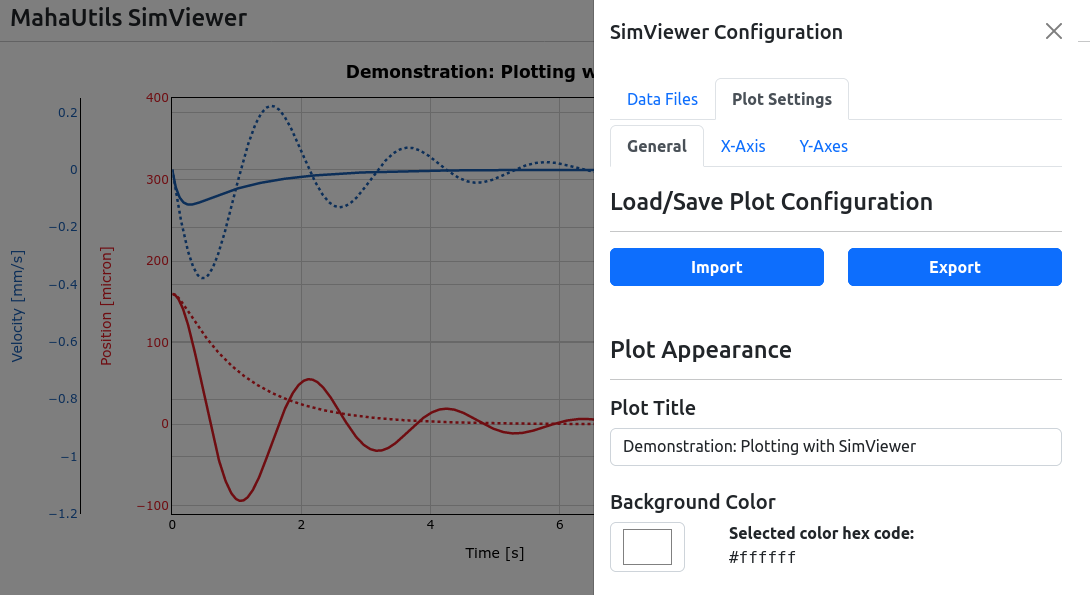 MahaUtils SimViewer
Demonstration: Plotting w
Velocity [mm/s]
0.2
0
−0.2
−0.4
−0.6
−0.8
−1
−1.2
Position [micron]
400
300
200
100
0
−100
0 2 4 6
Time [s]
SimViewer Configuration
Data Files Plot Settings
General X-Axis Y-Axes
Load/Save Plot Configuration
Import Export
Plot Appearance
Plot Title
Demonstration: Plotting with SimViewer
Background Color
Selected color hex code:
#ffffff